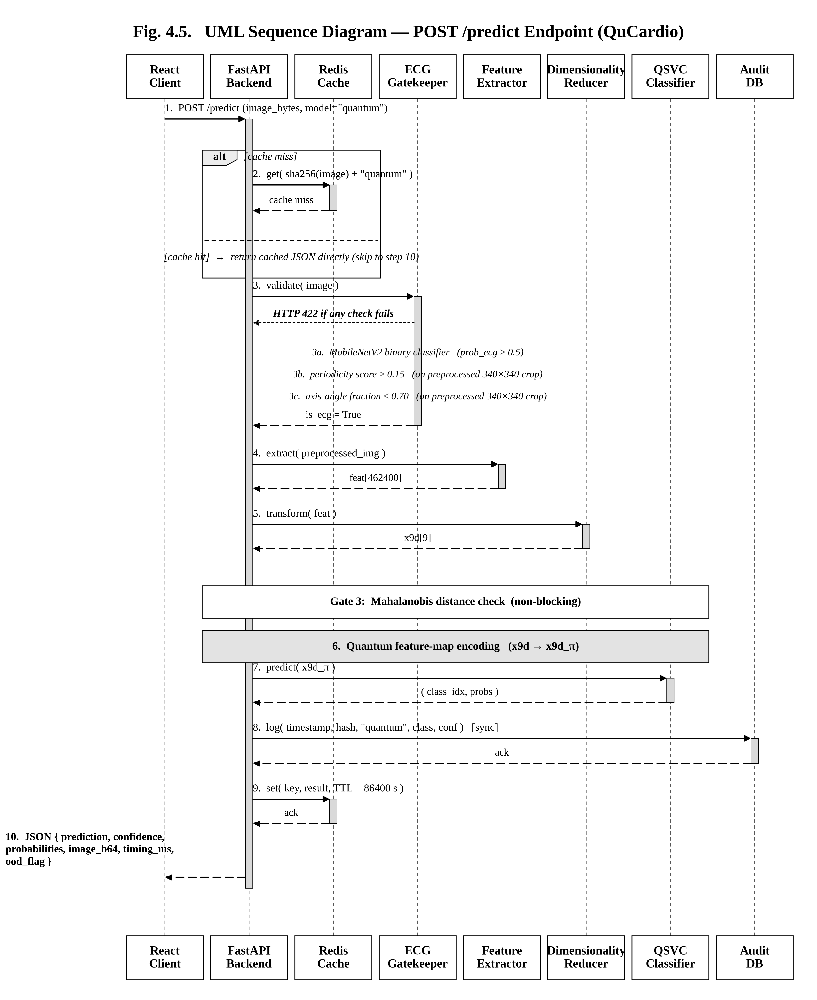 Fig. 4.5.   UML Sequence Diagram — POST /predict Endpoint (QuCardio)
React
Client
FastAPI
Backend
Redis
Cache
ECG
Gatekeeper
Feature
Extractor
Dimensionality
Reducer
QSVC
Classifier
Audit
DB
1.  POST /predict (image_bytes, model="quantum")
alt
[cache miss]
2.  get( sha256(image) + "quantum" )
cache miss
[cache hit]  →  return cached JSON directly (skip to step 10)
3.  validate( image )
HTTP 422 if any check fails
3a.  MobileNetV2 binary classifier   (prob_ecg ≥ 0.5)
3b.  periodicity score ≥ 0.15   (on preprocessed 340×340 crop)
3c.  axis-angle fraction ≤ 0.70   (on preprocessed 340×340 crop)
is_ecg = True
4.  extract( preprocessed_img )
feat[462400]
5.  transform( feat )
x9d[9]
Gate 3:  Mahalanobis distance check  (non-blocking)
6.  Quantum feature-map encoding   (x9d → x9d_π)
7.  predict( x9d_π )
( class_idx, probs )
8.  log( timestamp, hash, "quantum", class, conf )   [sync]
ack
9.  set( key, result, TTL = 86400 s )
ack
10.  JSON { prediction, confidence,
probabilities, image_b64, timing_ms,
ood_flag }
React
Client
FastAPI
Backend
Redis
Cache
ECG
Gatekeeper
Feature
Extractor
Dimensionality
Reducer
QSVC
Classifier
Audit
DB